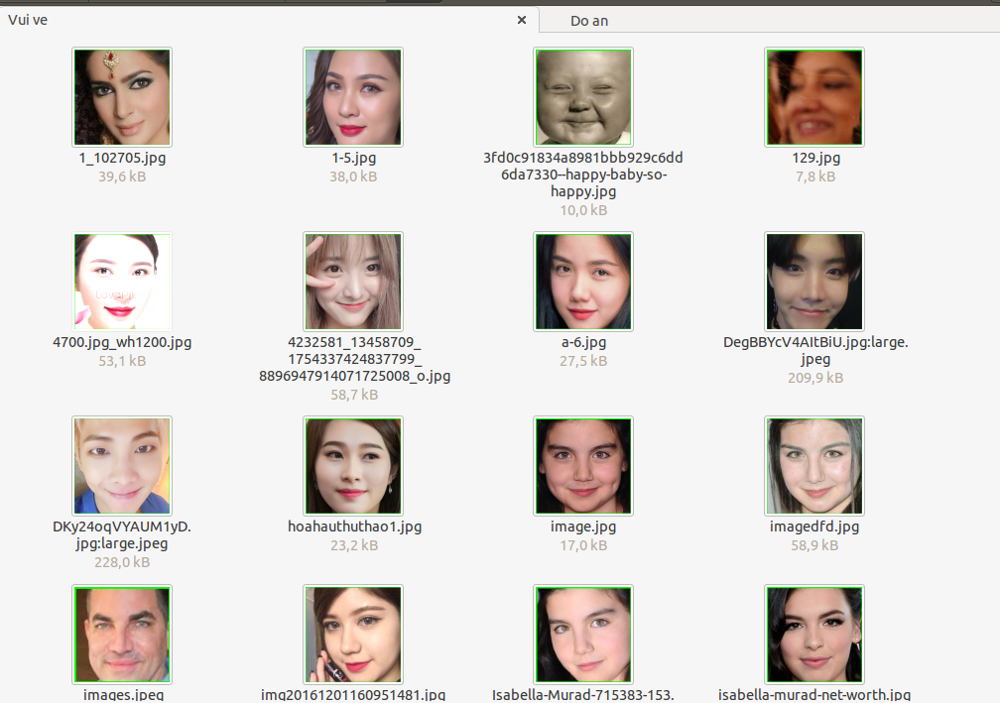 Vui ve
Do an
1_102705.jpg
39,6 kB
1-5.jpg
38,0 kB
3fd0c91834a8981bbb929c6dd
6da7330--happy-baby-so-
happy.jpg
10,0 kB
129.jpg
7,8 kB
4700.jpg_wh1200.jpg
53,1 kB
4232581_13458709_
1754337424837799_
8896947914071725008_o.jpg
58,7 kB
a-6.jpg
27,5 kB
DegBBYcV4AItBiU.jpg:large.
jpeg
209,9 kB
DKy24oqVYAUM1yD.
jpg:large.jpeg
228,0 kB
hoahauthuthao1.jpg
23,2 kB
image.jpg
17,0 kB
imagedfd.jpg
58,9 kB
images.jpeg
img20161201160951481.jpg
Isabella-Murad-715383-153.
isabella-murad-net-worth.jpg